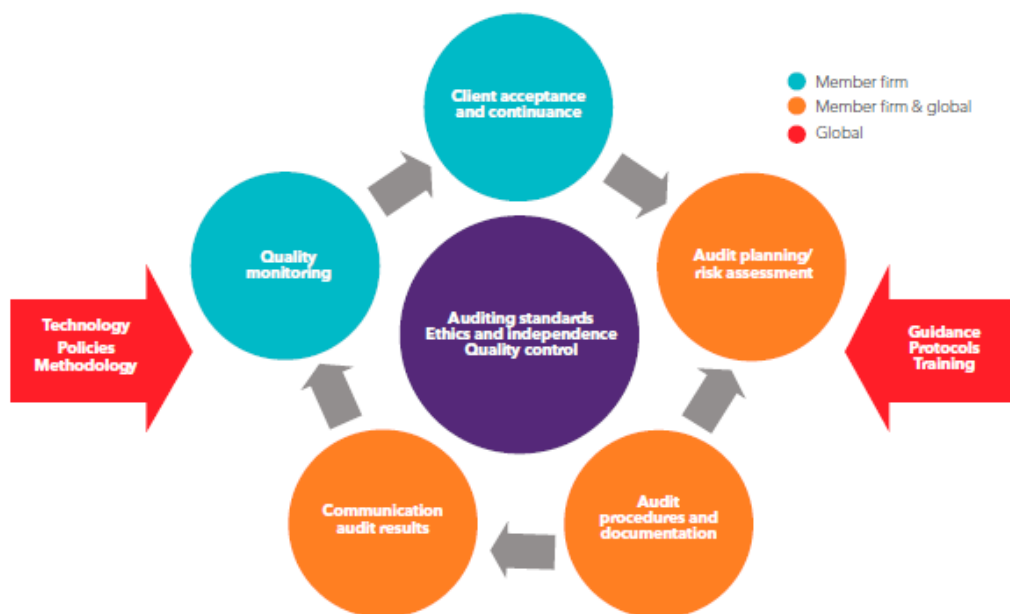 Client acceptance
and continuance
Member firm
Member firm & global
Global
Quality
monitoring
Audit planning/
risk assessment
Auditing standards
Ethics and independence
Quality control
Technology
Policies
Methodology
Guidance
Protocols
Training
Communication
audit results
Audit
procedures and
documentation